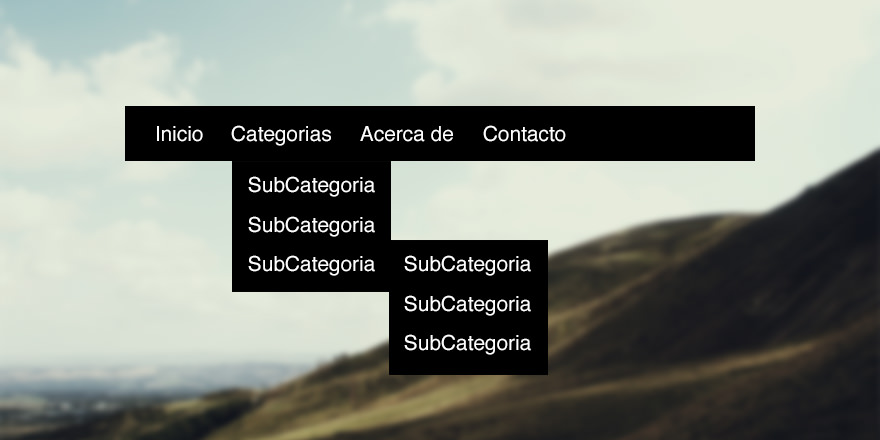 Inicio Categorias Acerca de Contacto
SubCategoria
SubCategoria
SubCategoria SubCategoria
SubCategoria
SubCategoria